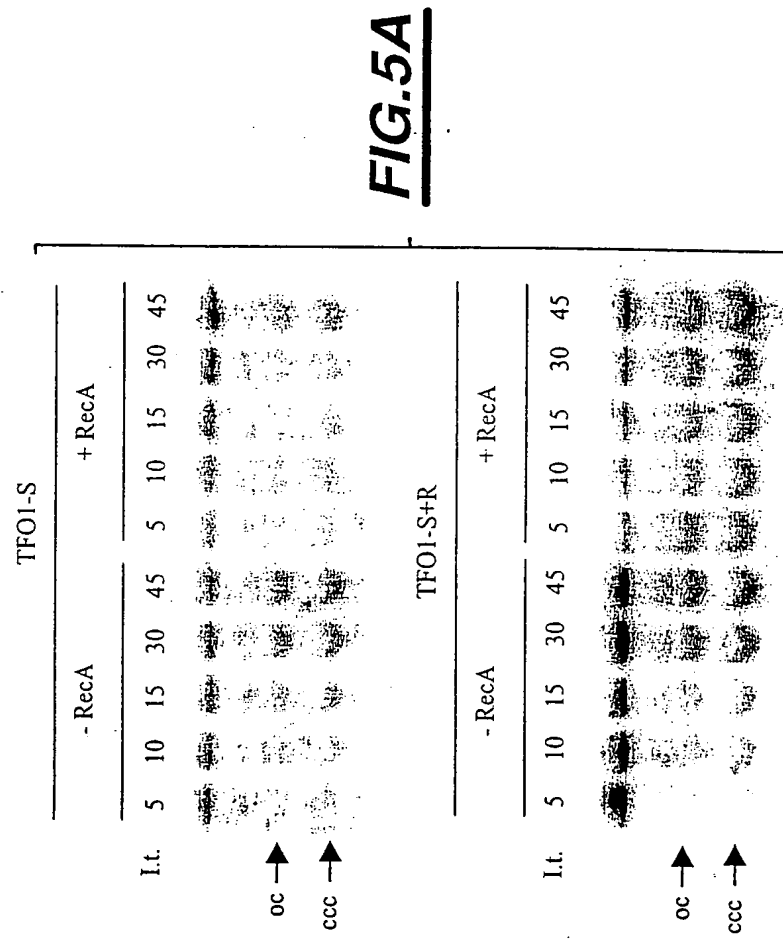 TFO1-S
- RecA + RecA
I.t. 5 10 15 30 45 5 10 15 30 45
oc
ccc
TFO1-S+R
- RecA + RecA
I.t. 5 10 15 30 45 5 10 15 30 45
oc
ccc
FIG.5A